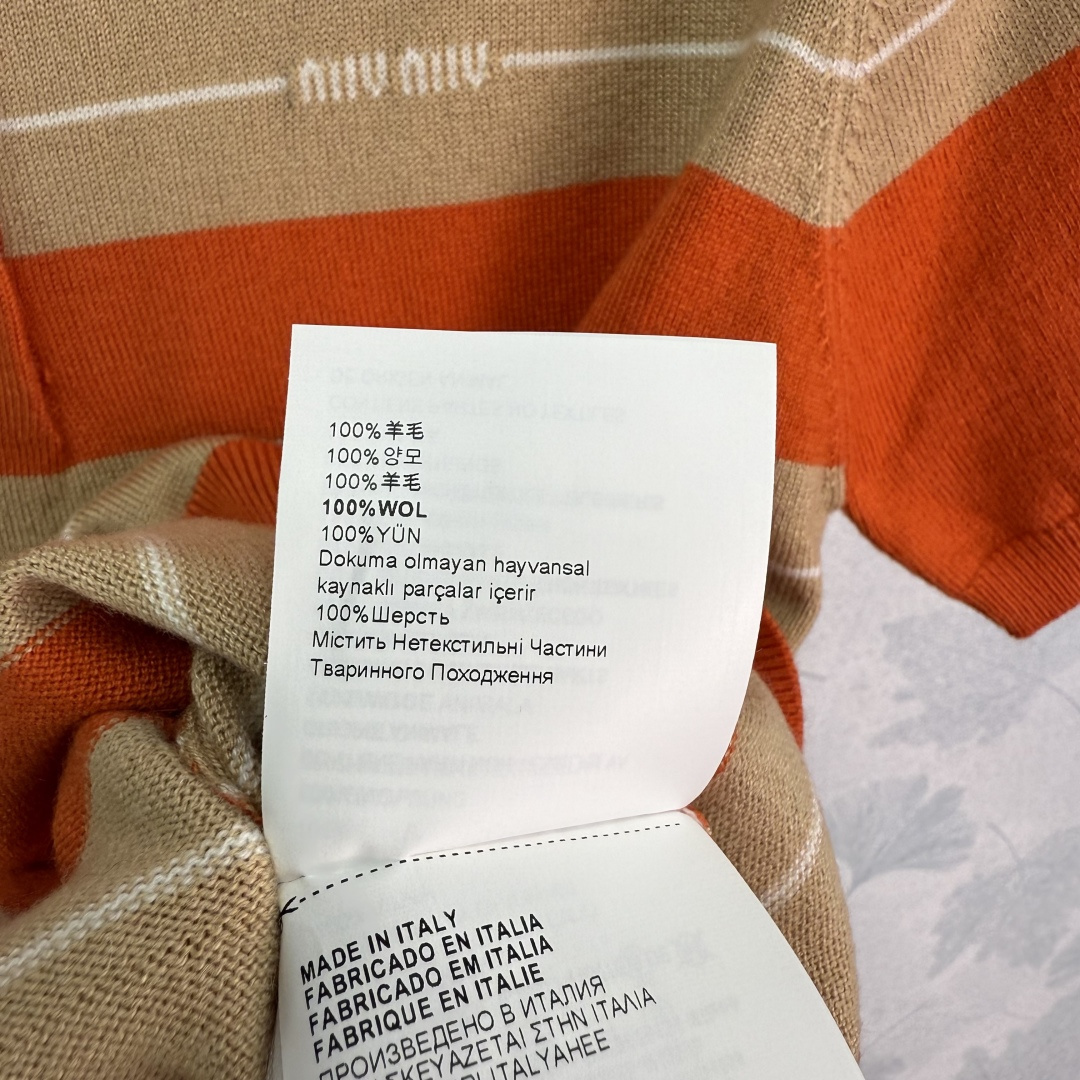 MIU MIU
100%羊毛
100%양모
100%羊毛
100%WOL
100%YÜN
Dokuma olmayan hayvansal
kaynaklı parçalar içerir
100%Шерсть
Містить Нетекстильні Частини
Тваринного Походження
MADE IN ITALY
FABRICADO EN ITALIA
FABRICADO EM ITALIA
FABRIQUE EN ITALIE
ПРОИЗВЕДЕНО В ИТАЛИЯ
ΣΤΗΝ ΙΤΑΛΙΑ